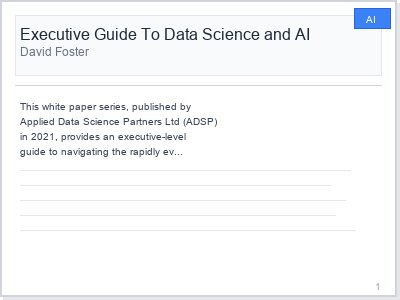 AI
Executive Guide To Data Science and AI
David Foster
This white paper series, published by
Applied Data Science Partners Ltd (ADSP)
in 2021, provides an executive-level
guide to navigating the rapidly ev...
1